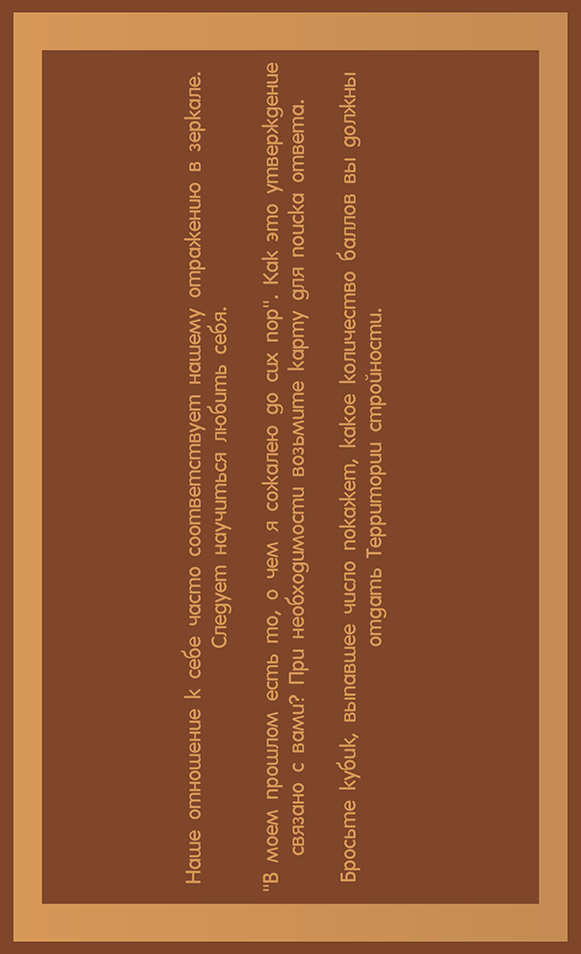 Наше отношение к себе часто соответствует нашему отражению в зеркале.
Следует научиться любить себя.
"В моем прошлом есть то, о чем я сожалею до сих пор". Как это утверждение
связано с вами? При необходимости возьмите карту для поиска ответа.
Бросьте кубик, выпавшее число покажет, какое количество баллов вы должны
отдать Территории стройности.